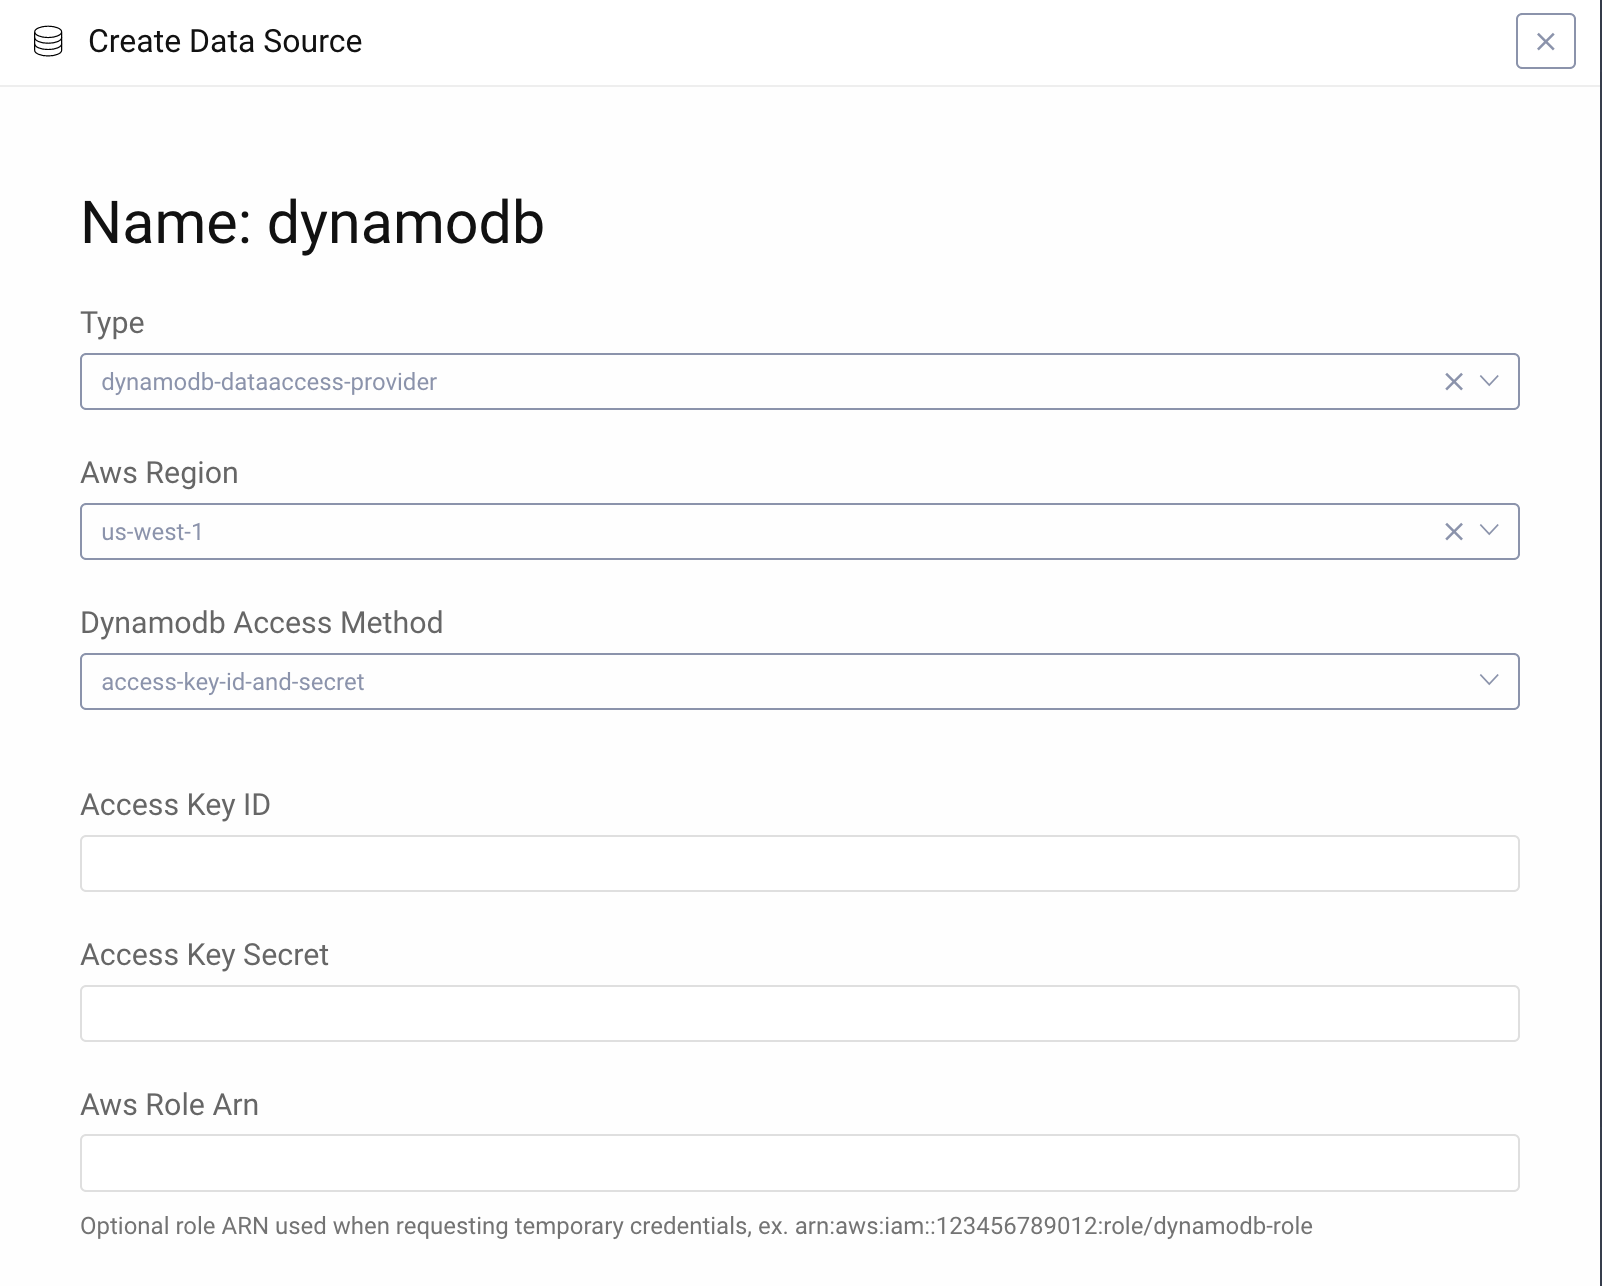 Create Data Source
Name: dynamodb
Type
dynamodb-dataaccess-provider
Aws Region
us-west-1
Dynamodb Access Method
access-key-id-and-secret
Access Key ID
Access Key Secret
Aws Role Arn
Optional role ARN used when requesting temporary credentials, ex. arn:aws:iam::123456789012:role/dynamodb-role